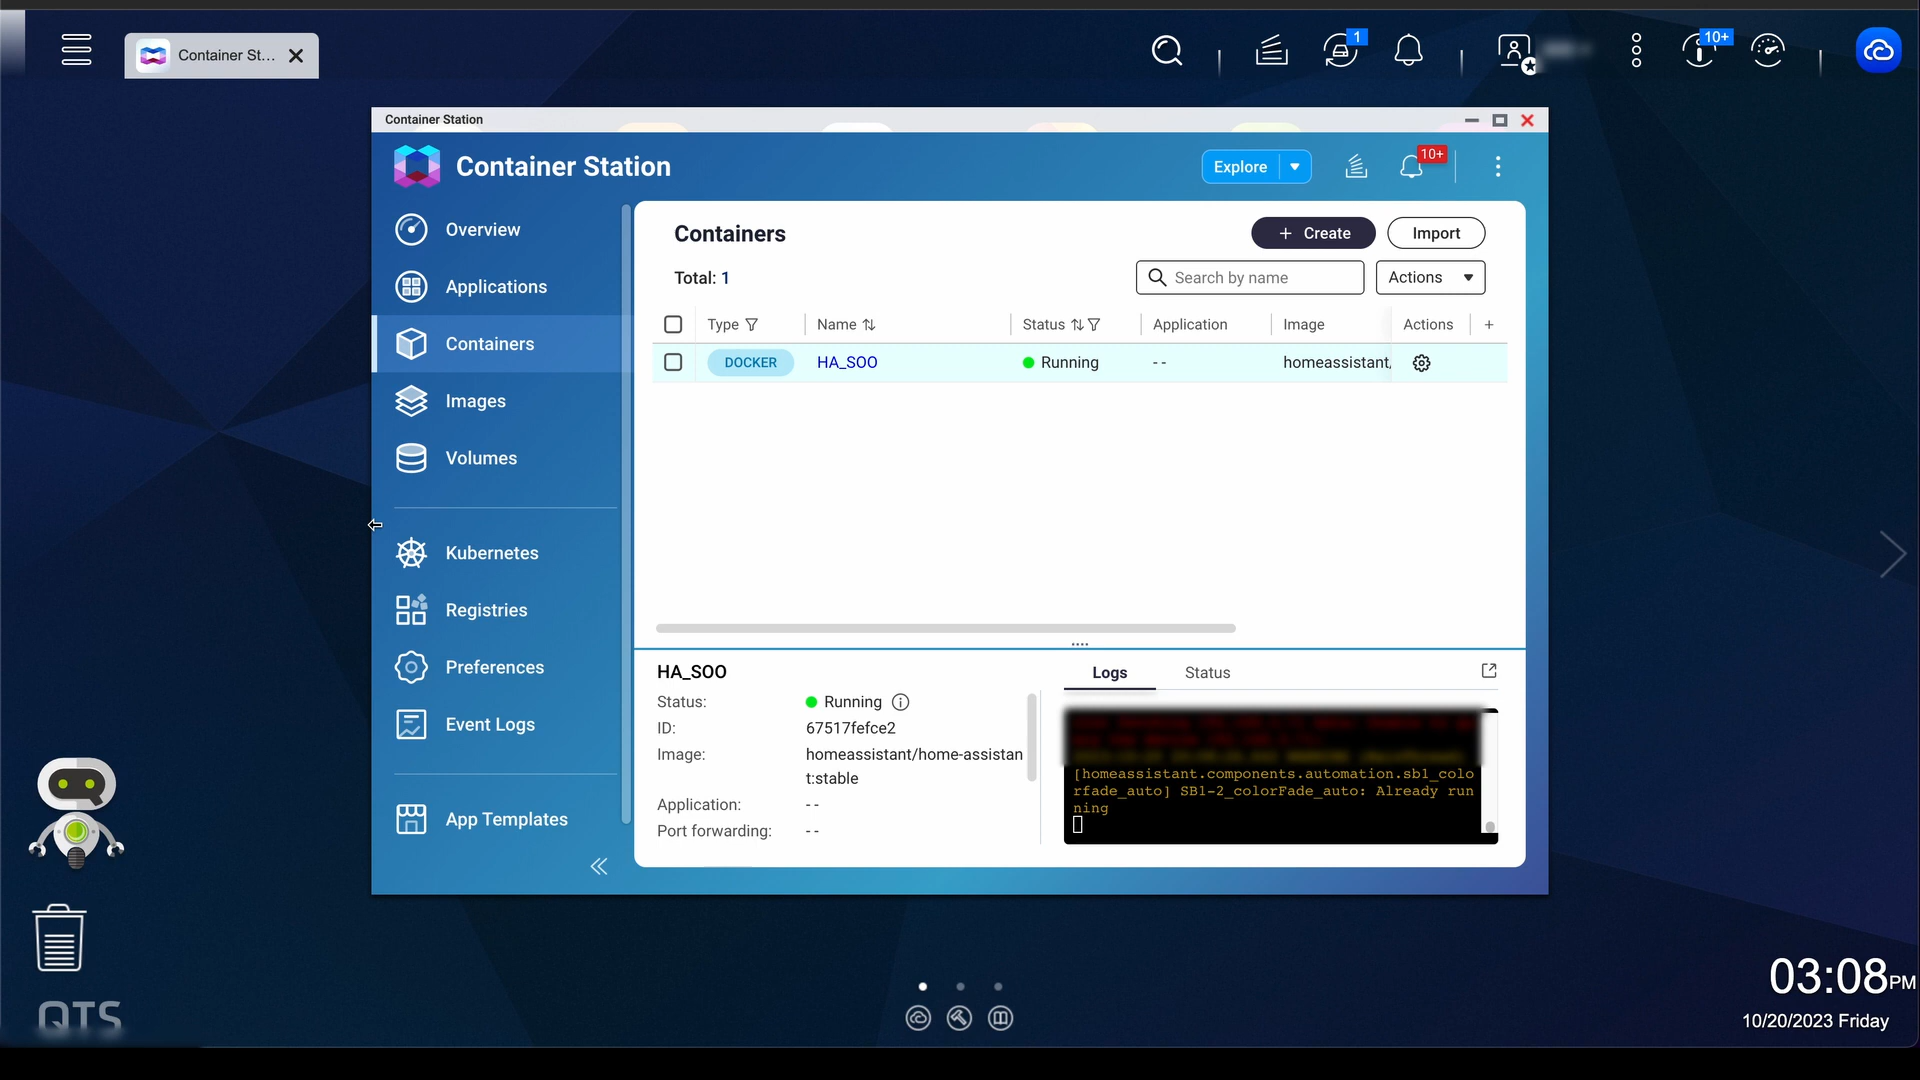 Container St...
1
10+
Container Station
Container Station
Explore
10+
Overview
Applications
Containers
Images
Volumes
Kubernetes
Registries
Preferences
Event Logs
App Templates
Containers
+ Create
Import
Total: 1
Search by name
Actions
Type
Name
Status
Application
Image
Actions
+
DOCKER
HA_SOO
Running
- -
homeassistant/
HA_SOO
Status:
Running
ID:
67517fefce2
Image:
homeassistant/home-assistan
t:stable
Application:
- -
Port forwarding:
- -
Logs
Status
[homeassistant.components.automation.sb1_colo
rfade_auto] SB1-2_colorFade_auto: Already run
ning
QTS
03:08PM
10/20/2023 Friday